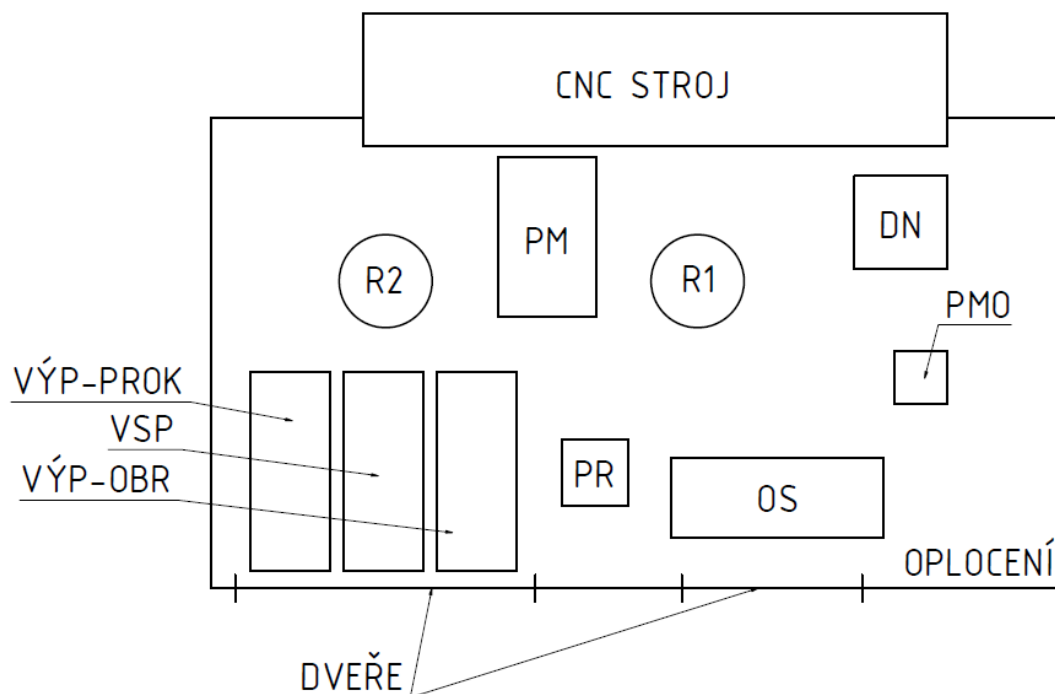 CNC STROJ
PM
DN
R2
R1
PMO
VÝP-PROK
VSP
VÝP-OBR
PR
OS
OPLOCENÍ
DVEŘE